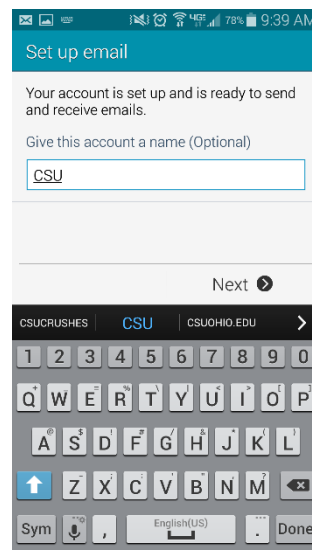 78% 9:39 AM
Set up email
Your account is set up and is ready to send
and receive emails.
Give this account a name (Optional)
CSU
Next
CSUCRUSHES CSU CSUOHIO.EDU
1 2 3 4 5 6 7 8 9 0
Q W E R T Y U I O P
A S D F G H J K L
Z X C V B N M
Sym , English(US) . Done